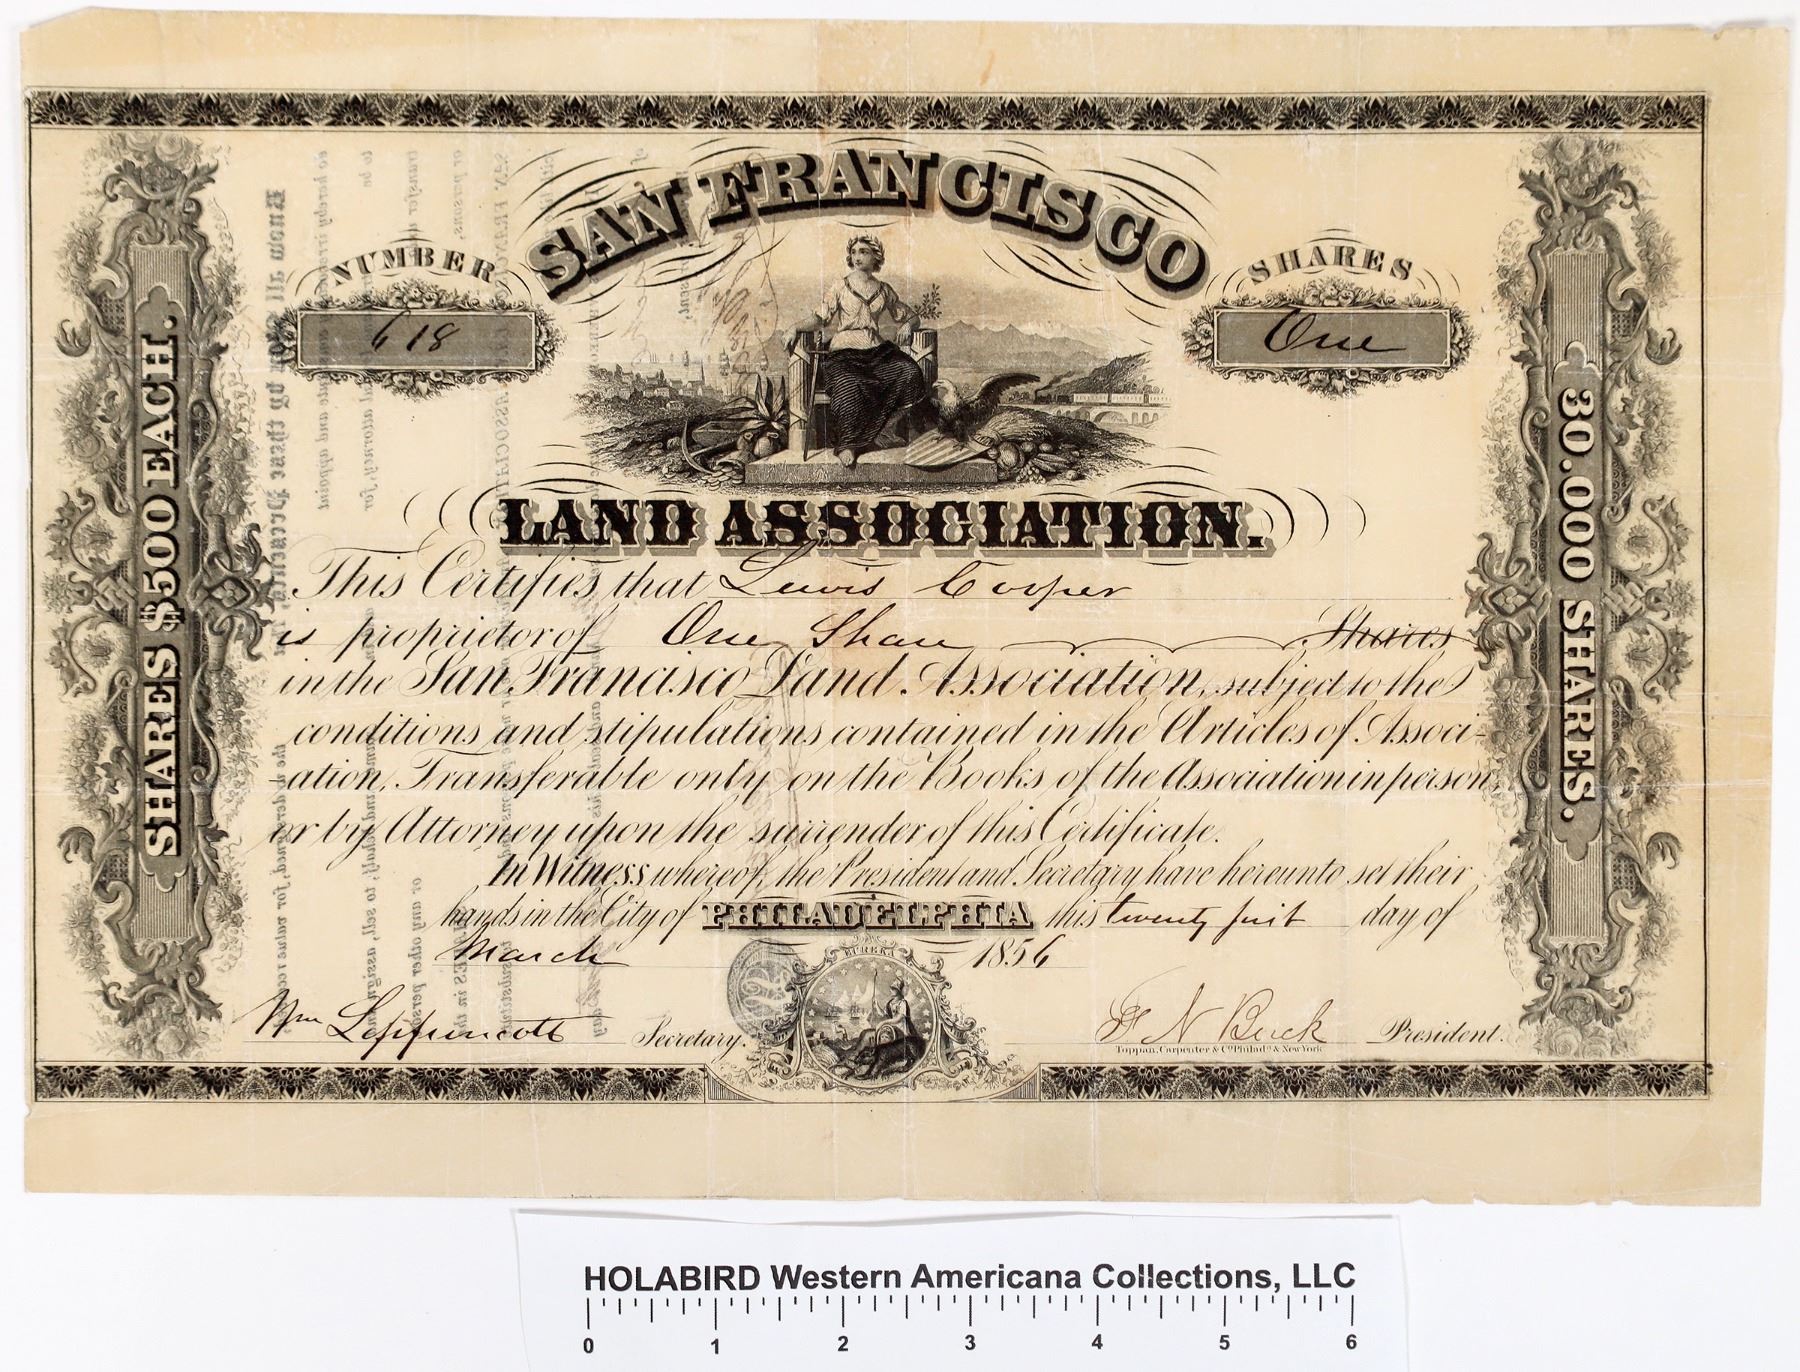 SAN FRANCISCO
NUMBER
618
SHARES
One
SHARES $500 EACH.
30.000 SHARES.
LAND ASSOCIATION.
This Certifies that Lewis Cooper
is proprietor of One Share Shares
in the San Francisco Land Association, subject to the
conditions and stipulations contained in the Articles of Associ-
ation, Transferable only on the Books of the Association in person,
or by Attorney upon the surrender of this Certificate.
In Witness whereof, the President and Secretary have hereunto set their
hands in the City of PHILADELPHIA this twenty first day of
March 1856
EUREKA
Wm Lippincott Secretary.
F N Buck President.
Toppan, Carpenter & Co. Philada. & New York
HOLABIRD Western Americana Collections, LLC
0 1 2 3 4 5 6